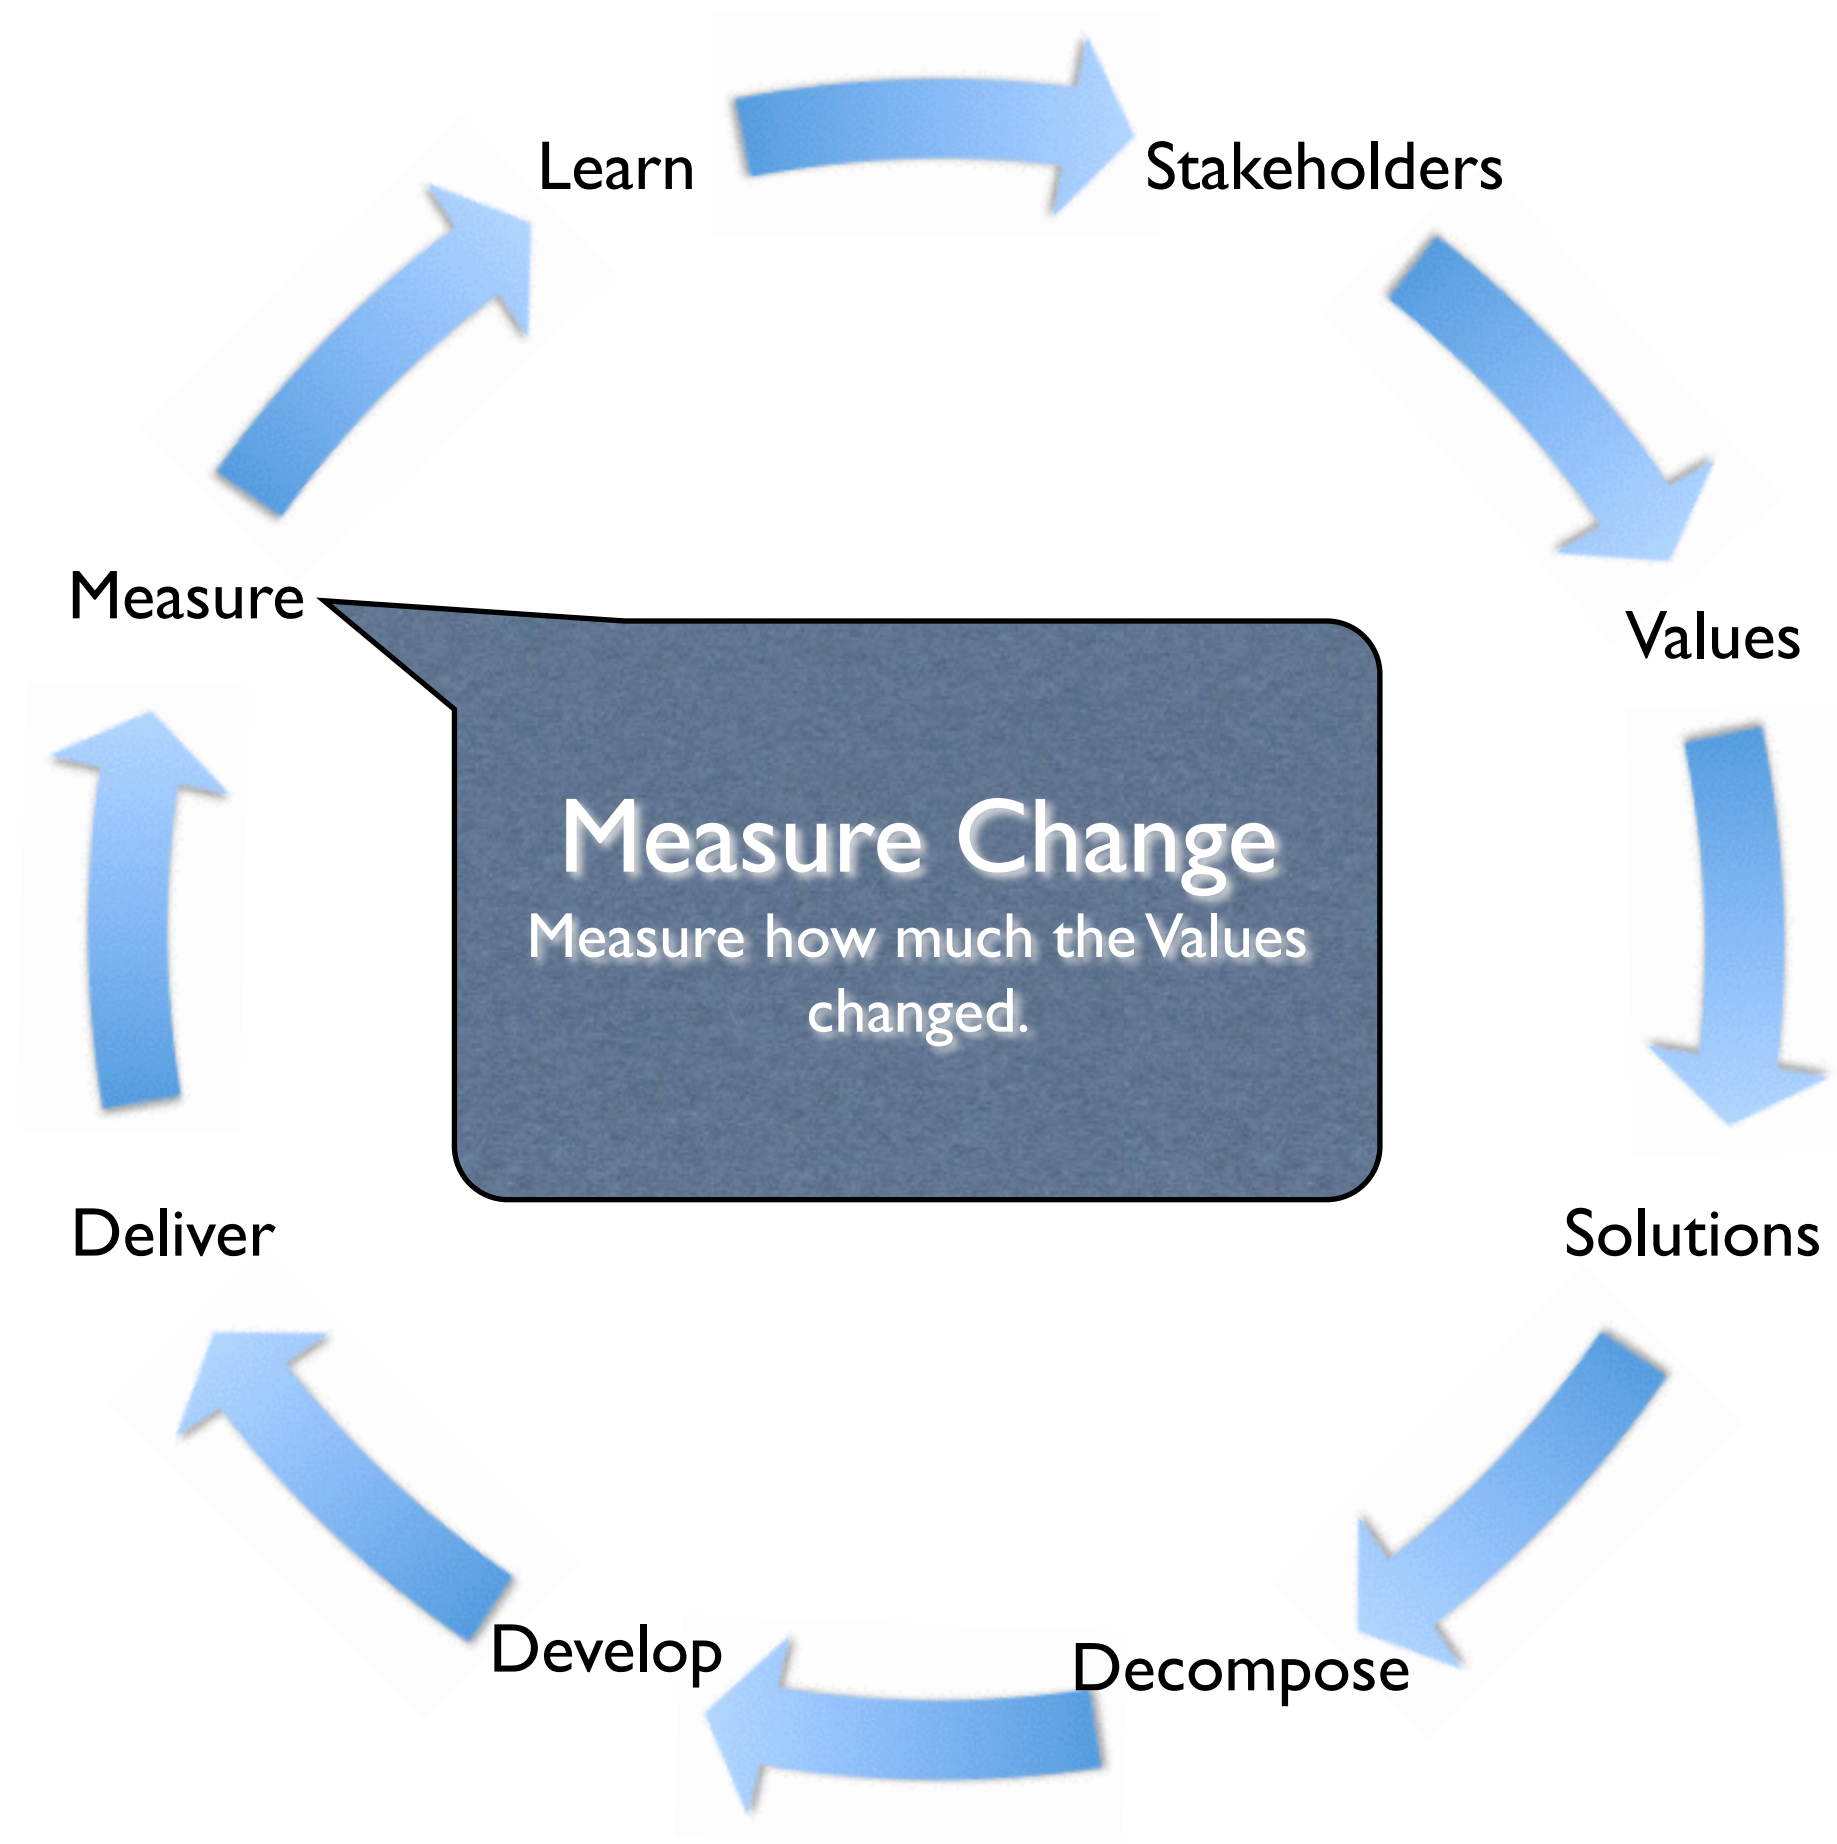 Learn
Stakeholders
Measure
Values
Measure Change
Measure how much the Values
changed.
Deliver
Solutions
Develop
Decompose